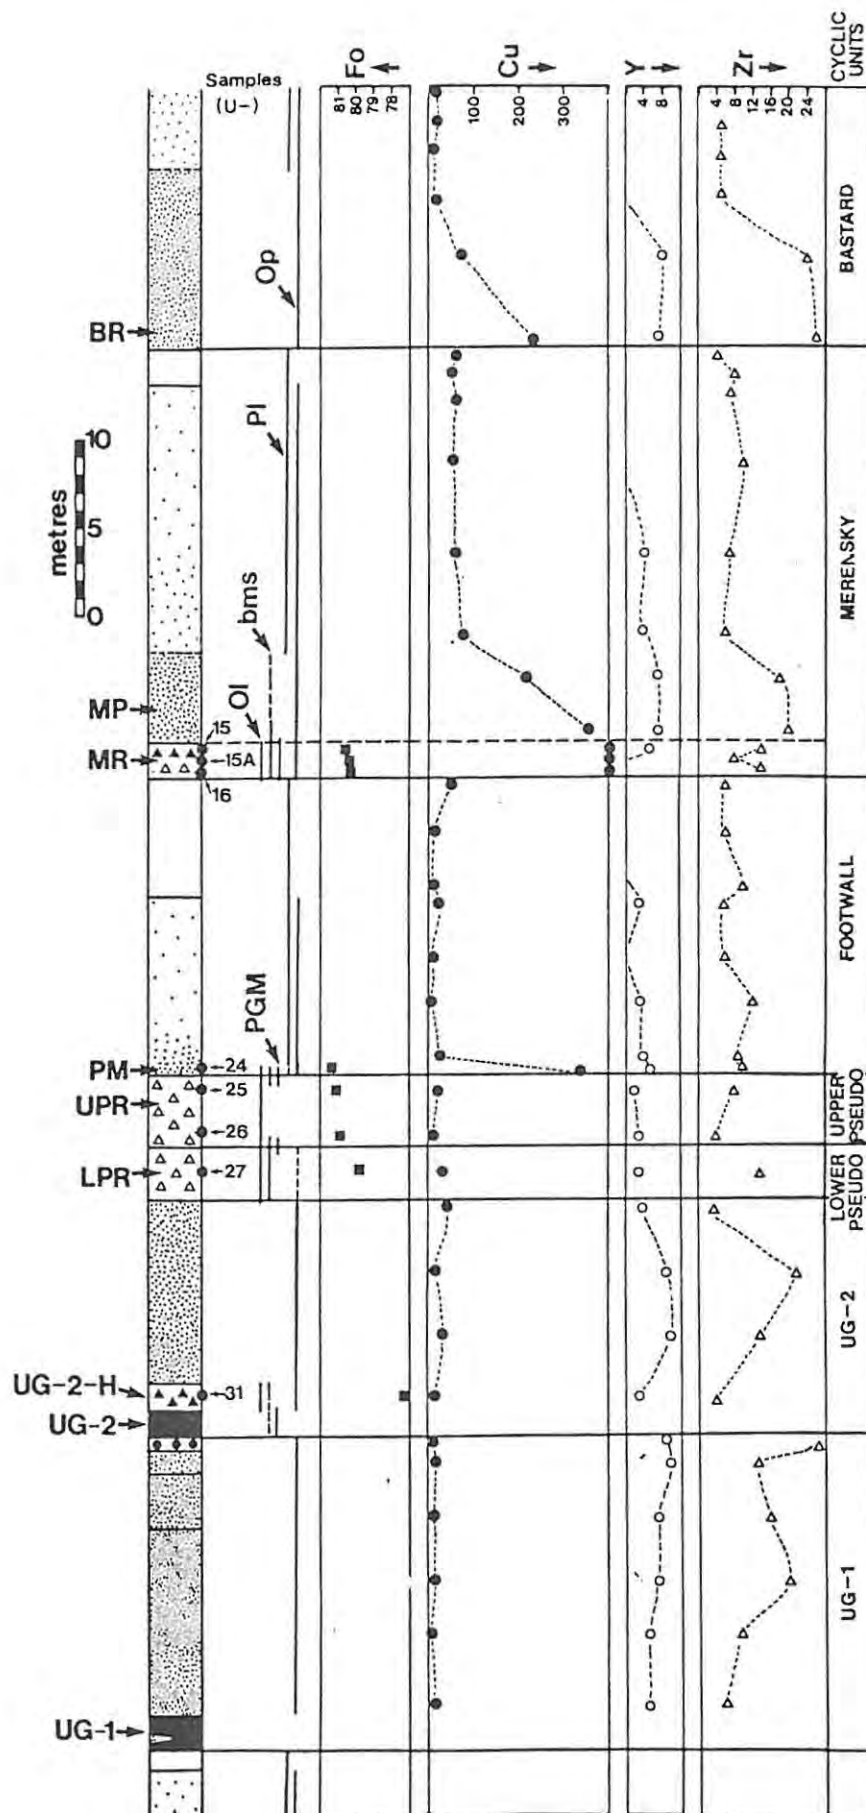 Samples
(U-)
Fo
Cu
Y
Zr
CYCLIC
UNITS
81 80 79 78
100 200 300
4 8
4 8 12 16 20 24
BASTARD
MERENSKY
FOOTWALL
UPPER
PSEUDO
LOWER
PSEUDO
UG-2
UG-1
metres
10
5
0
BR
MP
MR
PM
UPR
LPR
UG-2-H
UG-2
UG-1
Op
Pl
bms
Ol
PGM
15
15A
16
24
25
26
27
31